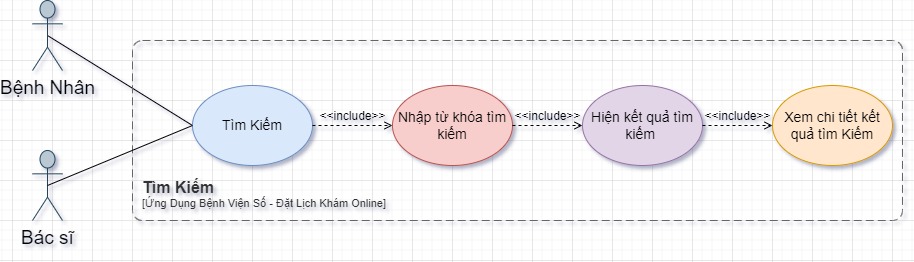 Bệnh Nhân
Tìm Kiếm
<<include>>
Nhập từ khóa tìm
kiếm
<<include>>
Hiện kết quả tìm
kiếm
<<include>>
Xem chi tiết kết
quả tìm Kiếm
Tìm Kiếm
[Ứng Dụng Bệnh Viện Số - Đặt Lịch Khám Online]
Bác sĩ